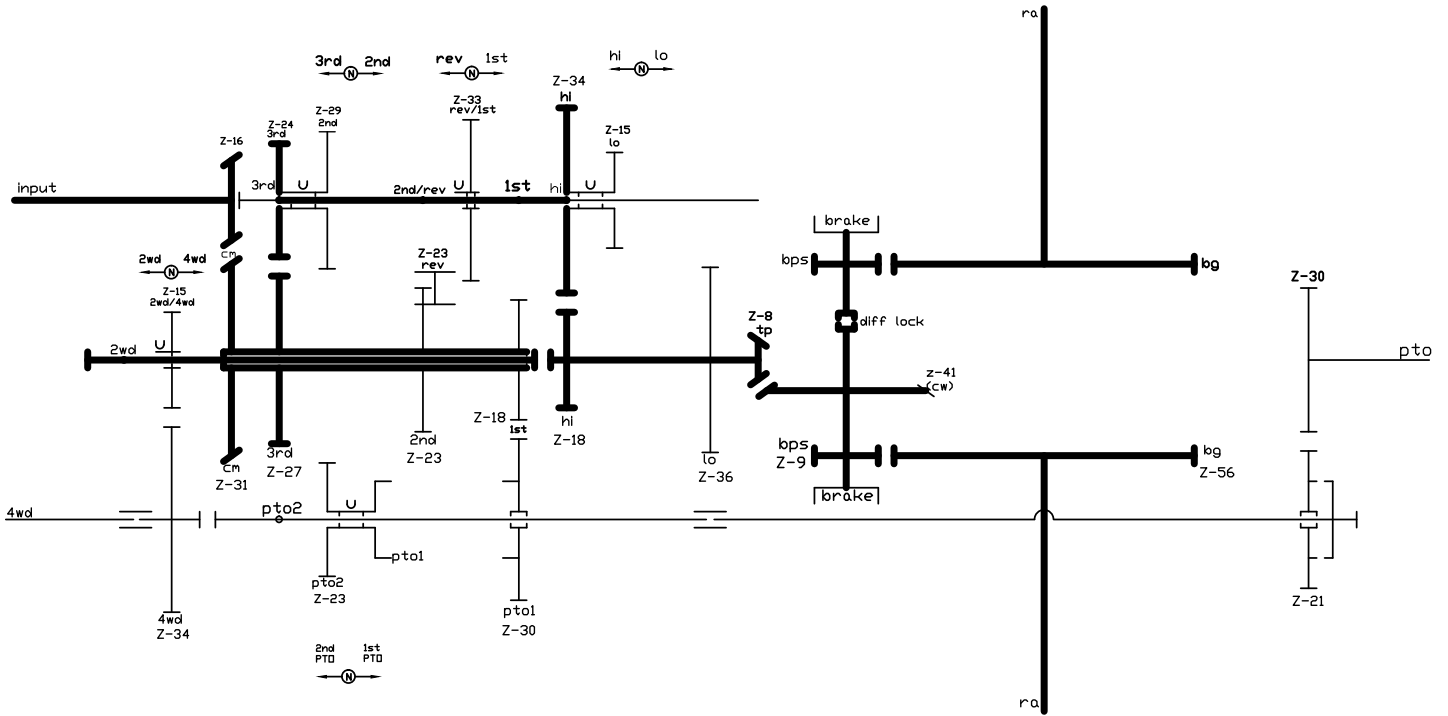 ra
3rd N 2nd
rev N 1st
hi N lo
Z-34
hi
Z-33
rev/1st
Z-29
2nd
Z-24
3rd
Z-16
Z-15
lo
input
3rd U
2nd/rev
U 1st
hi U
brake
cm
bps
bg
2wd N 4wd
Z-23
rev
Z-30
Z-15
2wd/4wd
Z-8
tp
diff lock
U
2wd
pto
z-41
(cw)
Z-18
1st
hi
Z-18
2nd
Z-23
3rd
Z-27
cm
Z-31
bps
Z-9
bg
Z-56
lo
Z-36
brake
4wd
pto2
U
pto1
pto2
Z-23
pto1
Z-30
Z-21
4wd
Z-34
2nd 1st
PTO PTO
N
ra